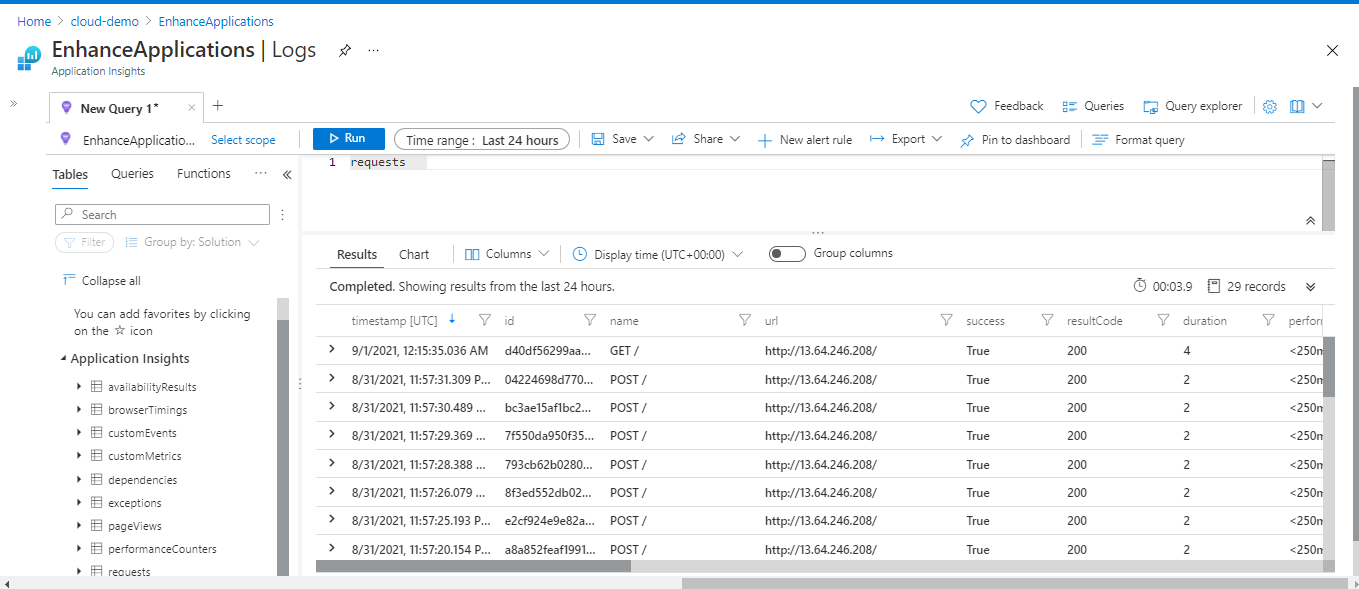 Home > cloud-demo > EnhanceApplications
EnhanceApplications | Logs ...
Application Insights
New Query 1* × +
Feedback Queries Query explorer
EnhanceApplicatio... Select scope Run Time range : Last 24 hours Save Share New alert rule Export Pin to dashboard Format query
1 requests
Tables Queries Functions ... «
Search
Filter Group by: Solution
Collapse all
You can add favorites by clicking
on the ☆ icon
Application Insights
availabilityResults
browserTimings
customEvents
customMetrics
dependencies
exceptions
pageViews
performanceCounters
requests
Results Chart Columns Display time (UTC+00:00) Group columns
Completed. Showing results from the last 24 hours. 00:03.9 29 records
timestamp [UTC] id name url success resultCode duration perfor
9/1/2021, 12:15:35.036 AM d40df56299aa... GET / http://13.64.246.208/ True 200 4 <250m
8/31/2021, 11:57:31.309 P... 04224698d770... POST / http://13.64.246.208/ True 200 2 <250m
8/31/2021, 11:57:30.489 ... bc3ae15af1bc2... POST / http://13.64.246.208/ True 200 2 <250m
8/31/2021, 11:57:29.369 ... 7f550da950f35... POST / http://13.64.246.208/ True 200 2 <250m
8/31/2021, 11:57:28.388 ... 793cb62b0280... POST / http://13.64.246.208/ True 200 2 <250m
8/31/2021, 11:57:26.079 ... 8f3ed552db02... POST / http://13.64.246.208/ True 200 2 <250m
8/31/2021, 11:57:25.193 P... e2cf924e9e82a... POST / http://13.64.246.208/ True 200 2 <250m
8/31/2021, 11:57:20.154 P... a8a852feaf1991... POST / http://13.64.246.208/ True 200 2 <250m